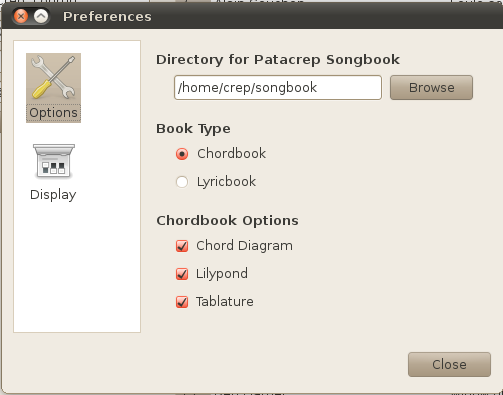 Preferences
Options
Display
Directory for Patacrep Songbook
/home/crep/songbook
Browse
Book Type
Chordbook
Lyricbook
Chordbook Options
Chord Diagram
Lilypond
Tablature
Close